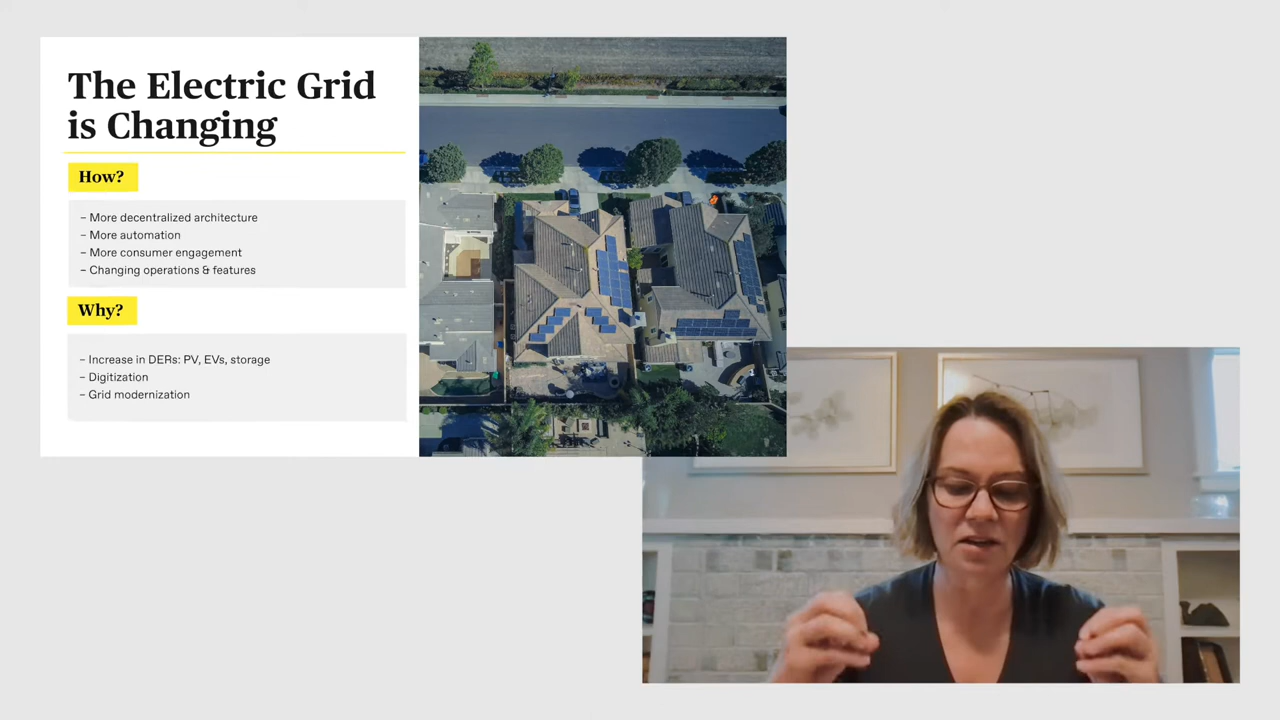 The Electric Grid
is Changing
How?
– More decentralized architecture
– More automation
– More consumer engagement
– Changing operations & features
Why?
– Increase in DERs: PV, EVs, storage
– Digitization
– Grid modernization